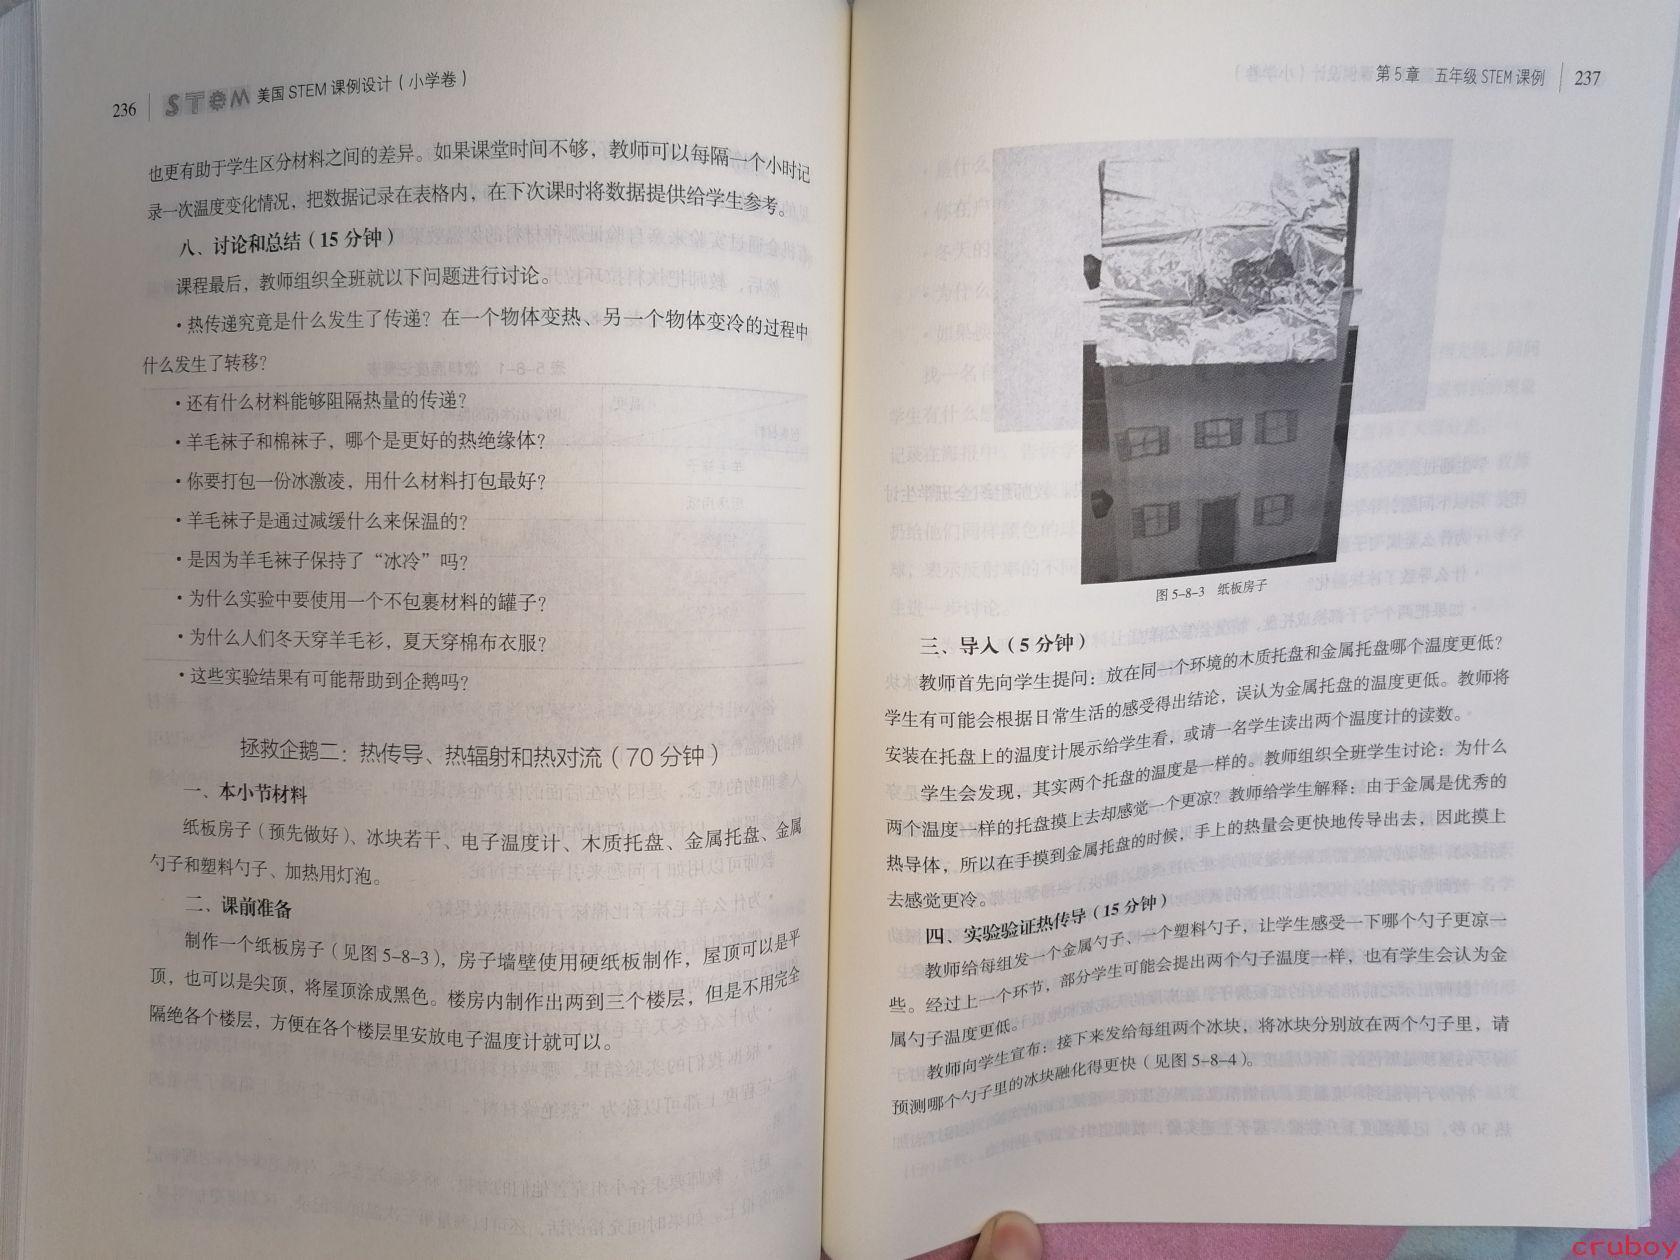 236 STEM 美国 STEM 课例设计（小学卷）
也更有助于学生区分材料之间的差异。如果课堂时间不够，教师可以每隔一个小时记
录一次温度变化情况，把数据记录在表格内，在下次课时将数据提供给学生参考。
八、讨论和总结（15 分钟）
课程最后，教师组织全班就以下问题进行讨论。
·热传递究竟是什么发生了传递？在一个物体变热、另一个物体变冷的过程中
什么发生了转移？
·还有什么材料能够阻隔热量的传递？
·羊毛袜子和棉袜子，哪个是更好的热绝缘体？
·你要打包一份冰激凌，用什么材料打包最好？
·羊毛袜子是通过减缓什么来保温的？
·是因为羊毛袜子保持了“冰冷”吗？
·为什么实验中要使用一个不包裹材料的罐子？
·为什么人们冬天穿羊毛衫，夏天穿棉布衣服？
·这些实验结果有可能帮助到企鹅吗？
拯救企鹅二：热传导、热辐射和热对流（70 分钟）
一、本小节材料
纸板房子（预先做好）、冰块若干、电子温度计、木质托盘、金属托盘、金属
勺子和塑料勺子、加热用灯泡。
二、课前准备
制作一个纸板房子（见图 5-8-3），房子墙壁使用硬纸板制作，屋顶可以是平
顶，也可以是尖顶，将屋顶涂成黑色。楼房内制作出两到三个楼层，但是不用完全
隔绝各个楼层，方便在各个楼层里安放电子温度计就可以。
第 5 章 五年级 STEM 课例 237
图 5-8-3 纸板房子
三、导入（5 分钟）
教师首先向学生提问：放在同一个环境的木质托盘和金属托盘哪个温度更低？
学生有可能会根据日常生活的感受得出结论，误认为金属托盘的温度更低。教师将
安装在托盘上的温度计展示给学生看，或请一名学生读出两个温度计的读数。
学生会发现，其实两个托盘的温度是一样的。教师组织全班学生讨论：为什么
两个温度一样的托盘摸上去却感觉一个更凉？教师给学生解释：由于金属是优秀的
热导体，所以在手摸到金属托盘的时候，手上的热量会更快地传导出去，因此摸上
去感觉更冷。
四、实验验证热传导（15 分钟）
教师给每组发一个金属勺子、一个塑料勺子，让学生感受一下哪个勺子更凉一
些。经过上一个环节，部分学生可能会提出两个勺子温度一样，也有学生会认为金
属勺子温度更低。
教师向学生宣布：接下来发给每组两个冰块，将冰块分别放在两个勺子里，请
预测哪个勺子里的冰块融化得更快（见图 5-8-4）。
cruboy